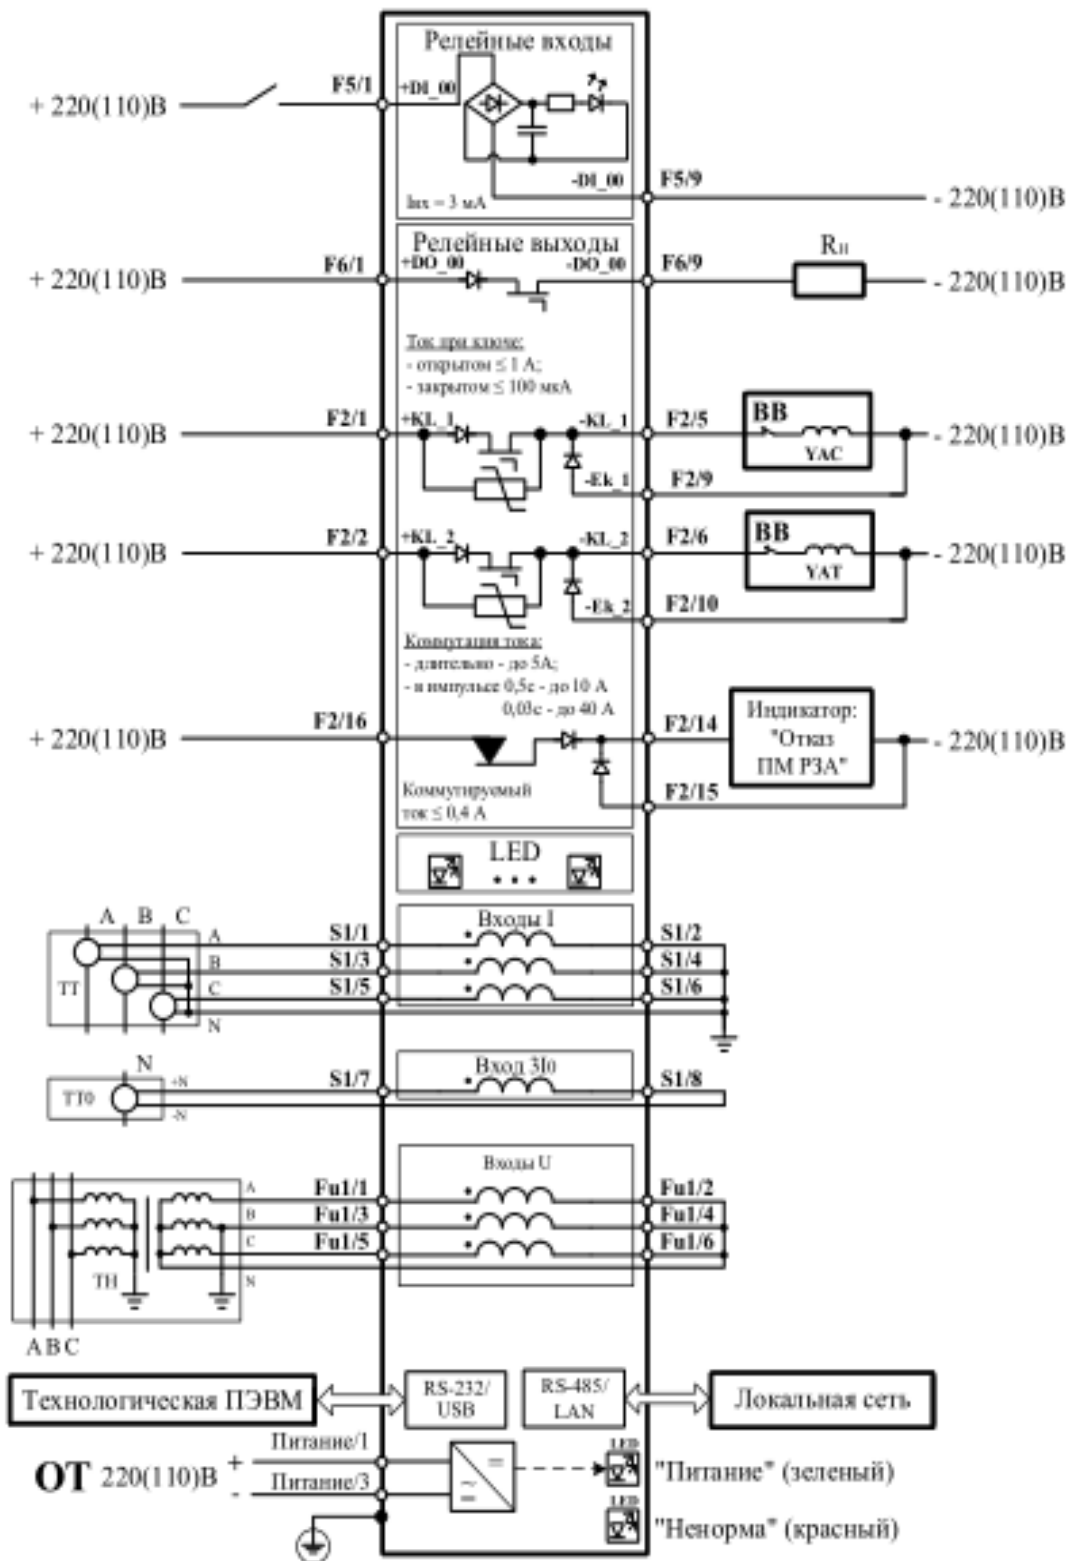 Релейные входы
+ 220(110)В
F5/1
+DI_00
-DI_00
F5/9
- 220(110)В
Iвх = 3 мА
Релейные выходы
+ 220(110)В
F6/1
+DO_00
-DO_00
F6/9
Rн
- 220(110)В
Ток при ключе:
- открытом ≤ 1 А;
- закрытом ≤ 100 мкА
+ 220(110)В
F2/1
+KL_1
-KL_1
F2/5
ВВ
YAC
- 220(110)В
-Ek_1
F2/9
+ 220(110)В
F2/2
+KL_2
-KL_2
F2/6
ВВ
YAT
- 220(110)В
-Ek_2
F2/10
Коммутация тока:
- длительно - до 5А;
- в импульсе 0,5с - до 10 А
0,03с - до 40 А
+ 220(110)В
F2/16
F2/14
Индикатор:
"Отказ
ПМ РЗА"
- 220(110)В
F2/15
Коммутируемый
ток ≤ 0,4 А
LED
A B C
ТТ
A
B
C
N
Входы I
S1/1
S1/2
S1/3
S1/4
S1/5
S1/6
N
ТТ0
+N
-N
Вход 3I0
S1/7
S1/8
Входы U
A
B
C
N
ТН
A B C
Fu1/1
Fu1/2
Fu1/3
Fu1/4
Fu1/5
Fu1/6
Технологическая ПЭВМ
RS-232/
USB
RS-485/
LAN
Локальная сеть
ОТ 220(110)В
+
-
Питание/1
Питание/3
LED
"Питание" (зеленый)
LED
"Ненорма" (красный)